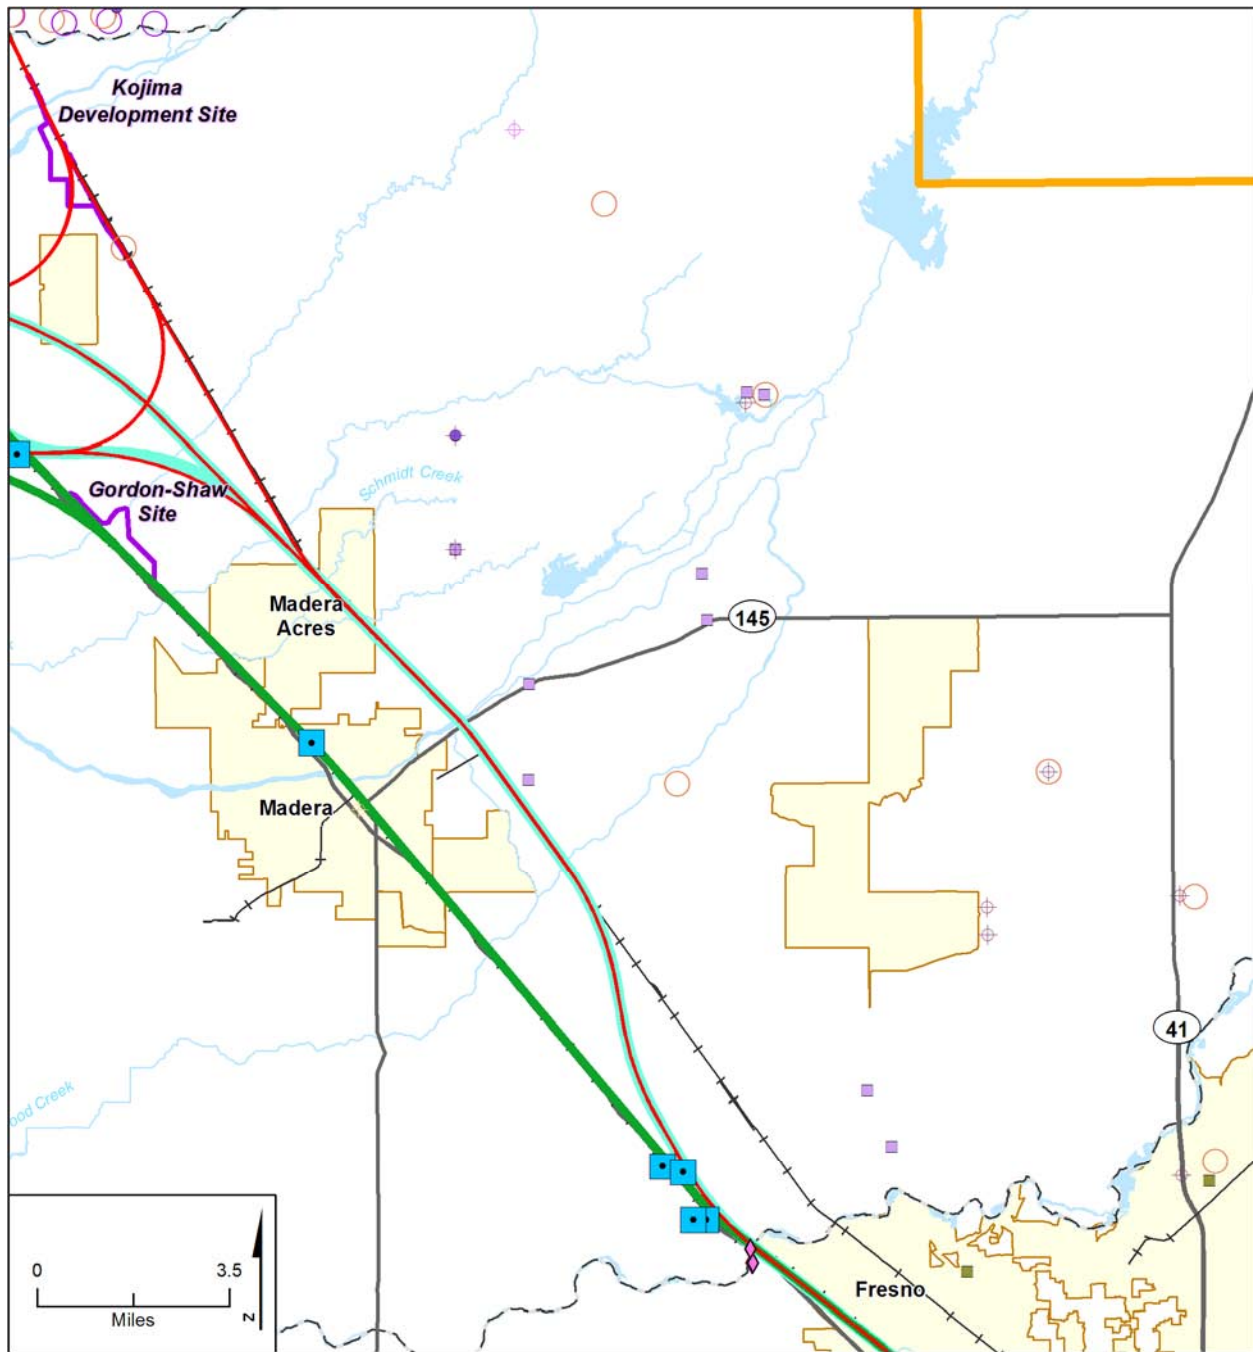 Kojima
Development Site
Schmidt Creek
Gordon-Shaw
Site
Madera
Acres
145
Madera
41
ood Creek
Fresno
0 3.5
Miles
N